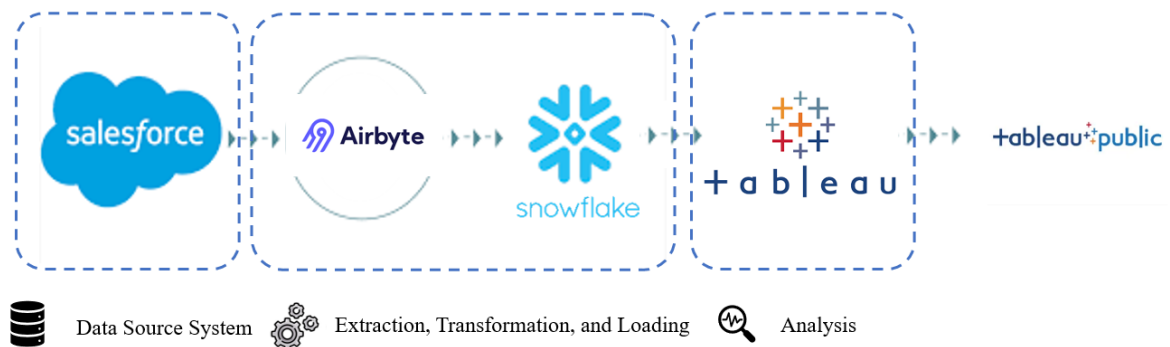 salesforce
Airbyte
snowflake
+ a b l e a u
+ab|eau public
Data Source System
Extraction, Transformation, and Loading
Analysis